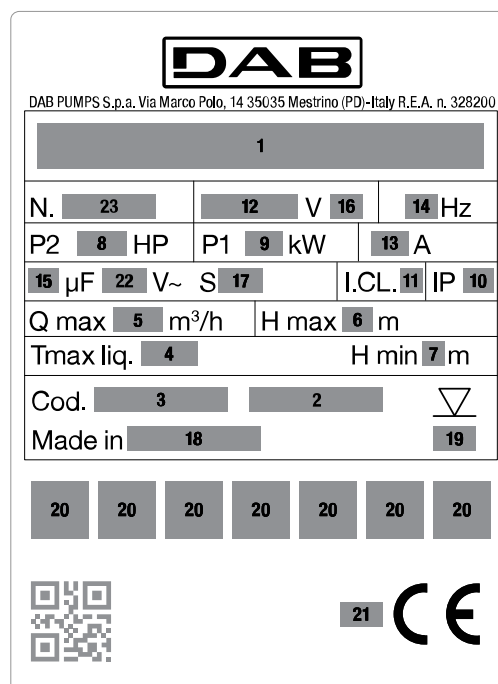 DAB
DAB PUMPS S.p.a. Via Marco Polo, 14 35035 Mestrino (PD)-Italy R.E.A. n. 328200
1
N. 23 12 V 16 14 Hz
P2 8 HP P1 9 kW 13 A
15 µF 22 V~ S 17 I.CL. 11 IP 10
Q max 5 m³/h H max 6 m
Tmax liq. 4 H min 7 m
Cod. 3 2
Made in 18 19
20 20 20 20 20 20 20
21 CE